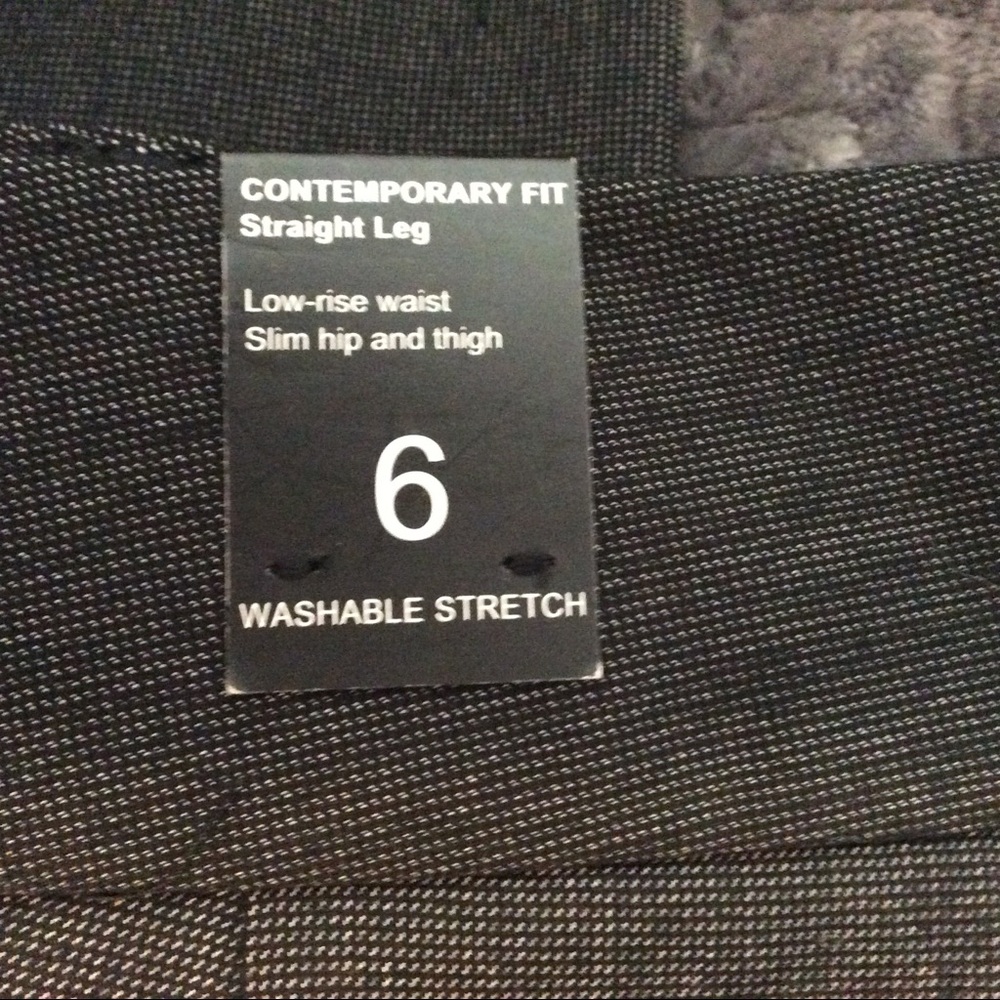 CONTEMPORARY FIT
Straight Leg
Low-rise waist
Slim hip and thigh
6
WASHABLE STRETCH